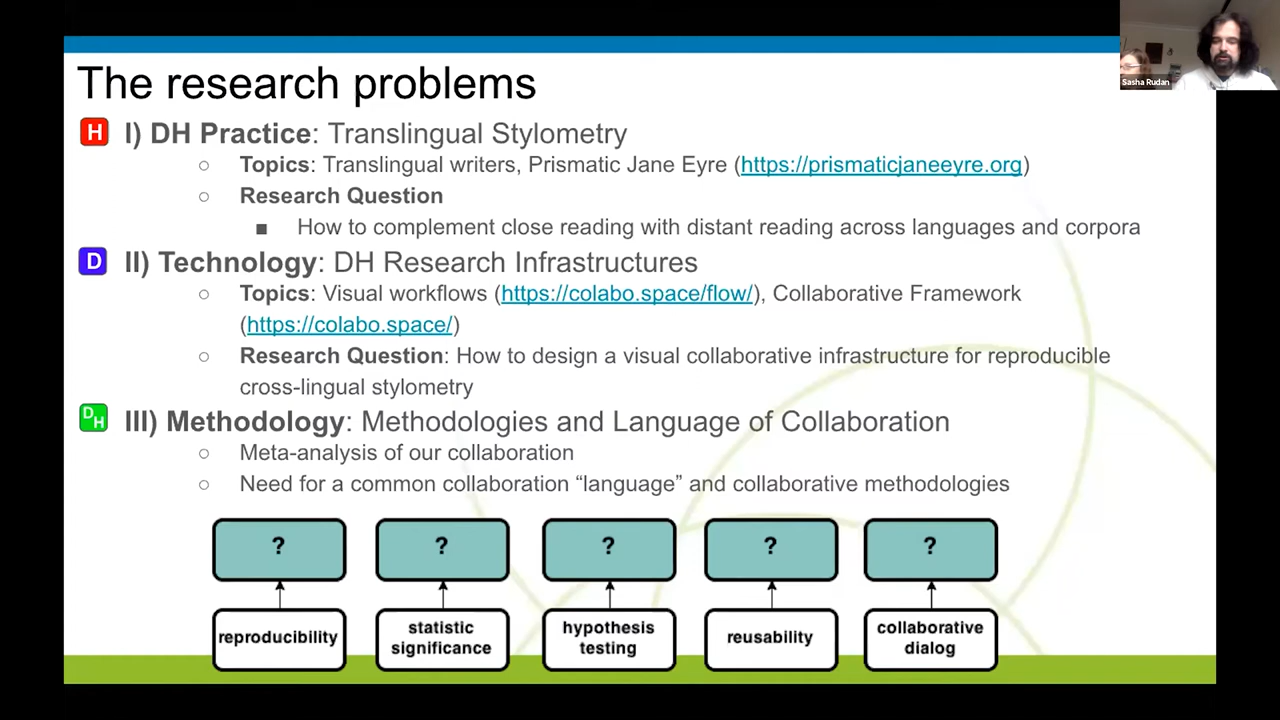 The research problems
Sasha Rudan
H I) DH Practice: Translingual Stylometry
○ Topics: Translingual writers, Prismatic Jane Eyre (https://prismaticjaneeyre.org)
○ Research Question
■ How to complement close reading with distant reading across languages and corpora
D II) Technology: DH Research Infrastructures
○ Topics: Visual workflows (https://colabo.space/flow/), Collaborative Framework
(https://colabo.space/)
○ Research Question: How to design a visual collaborative infrastructure for reproducible
cross-lingual stylometry
DH III) Methodology: Methodologies and Language of Collaboration
○ Meta-analysis of our collaboration
○ Need for a common collaboration “language” and collaborative methodologies
? ? ? ? ?
reproducibility
statistic
significance
hypothesis
testing
reusability
collaborative
dialog